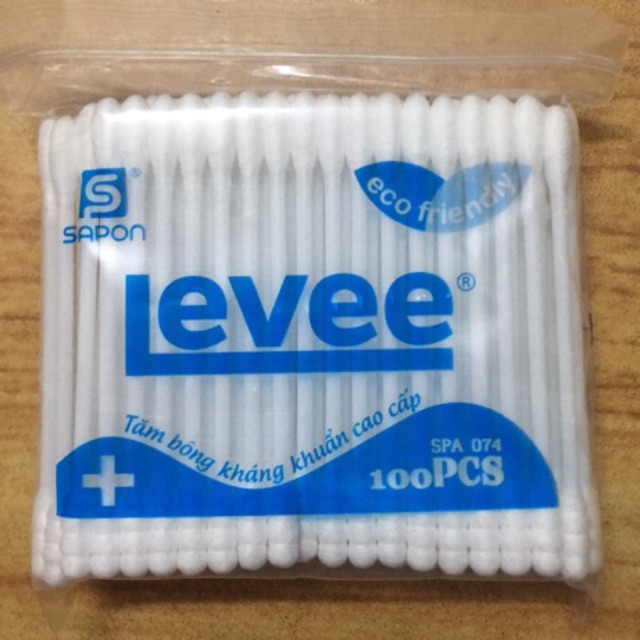 S®
SAPON
eco friendly
Levee®
Tăm bông kháng khuẩn cao cấp
SPA 074
100PCS